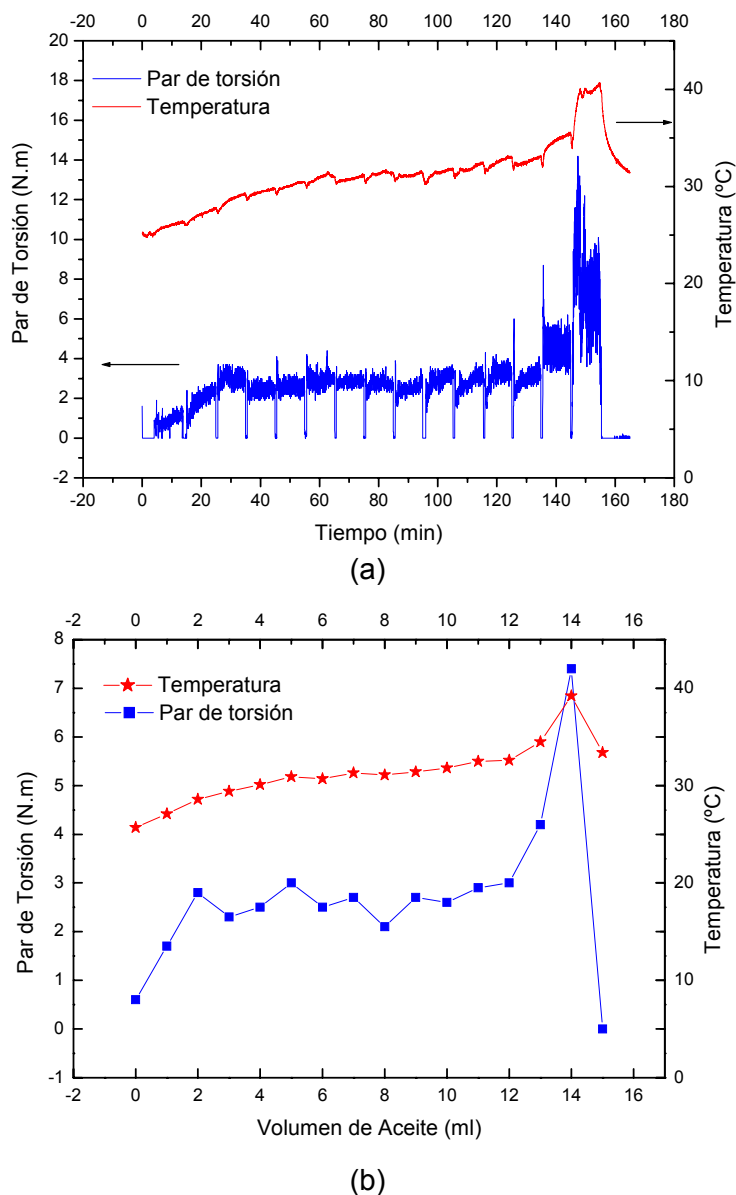 -20 0 20 40 60 80 100 120 140 160 180
20
18
16
14
12
10
8
6
4
2
0
-2
Par de Torsión (N.m)
Par de torsión
Temperatura
40
30
20
10
0
Temperatura (ºC)
-20 0 20 40 60 80 100 120 140 160 180
Tiempo (min)
(a)
-2 0 2 4 6 8 10 12 14 16
8
7
6
5
4
3
2
1
0
-1
Par de Torsión (N.m)
Temperatura
Par de torsión
40
30
20
10
0
Temperatura (ºC)
-2 0 2 4 6 8 10 12 14 16
Volumen de Aceite (ml)
(b)